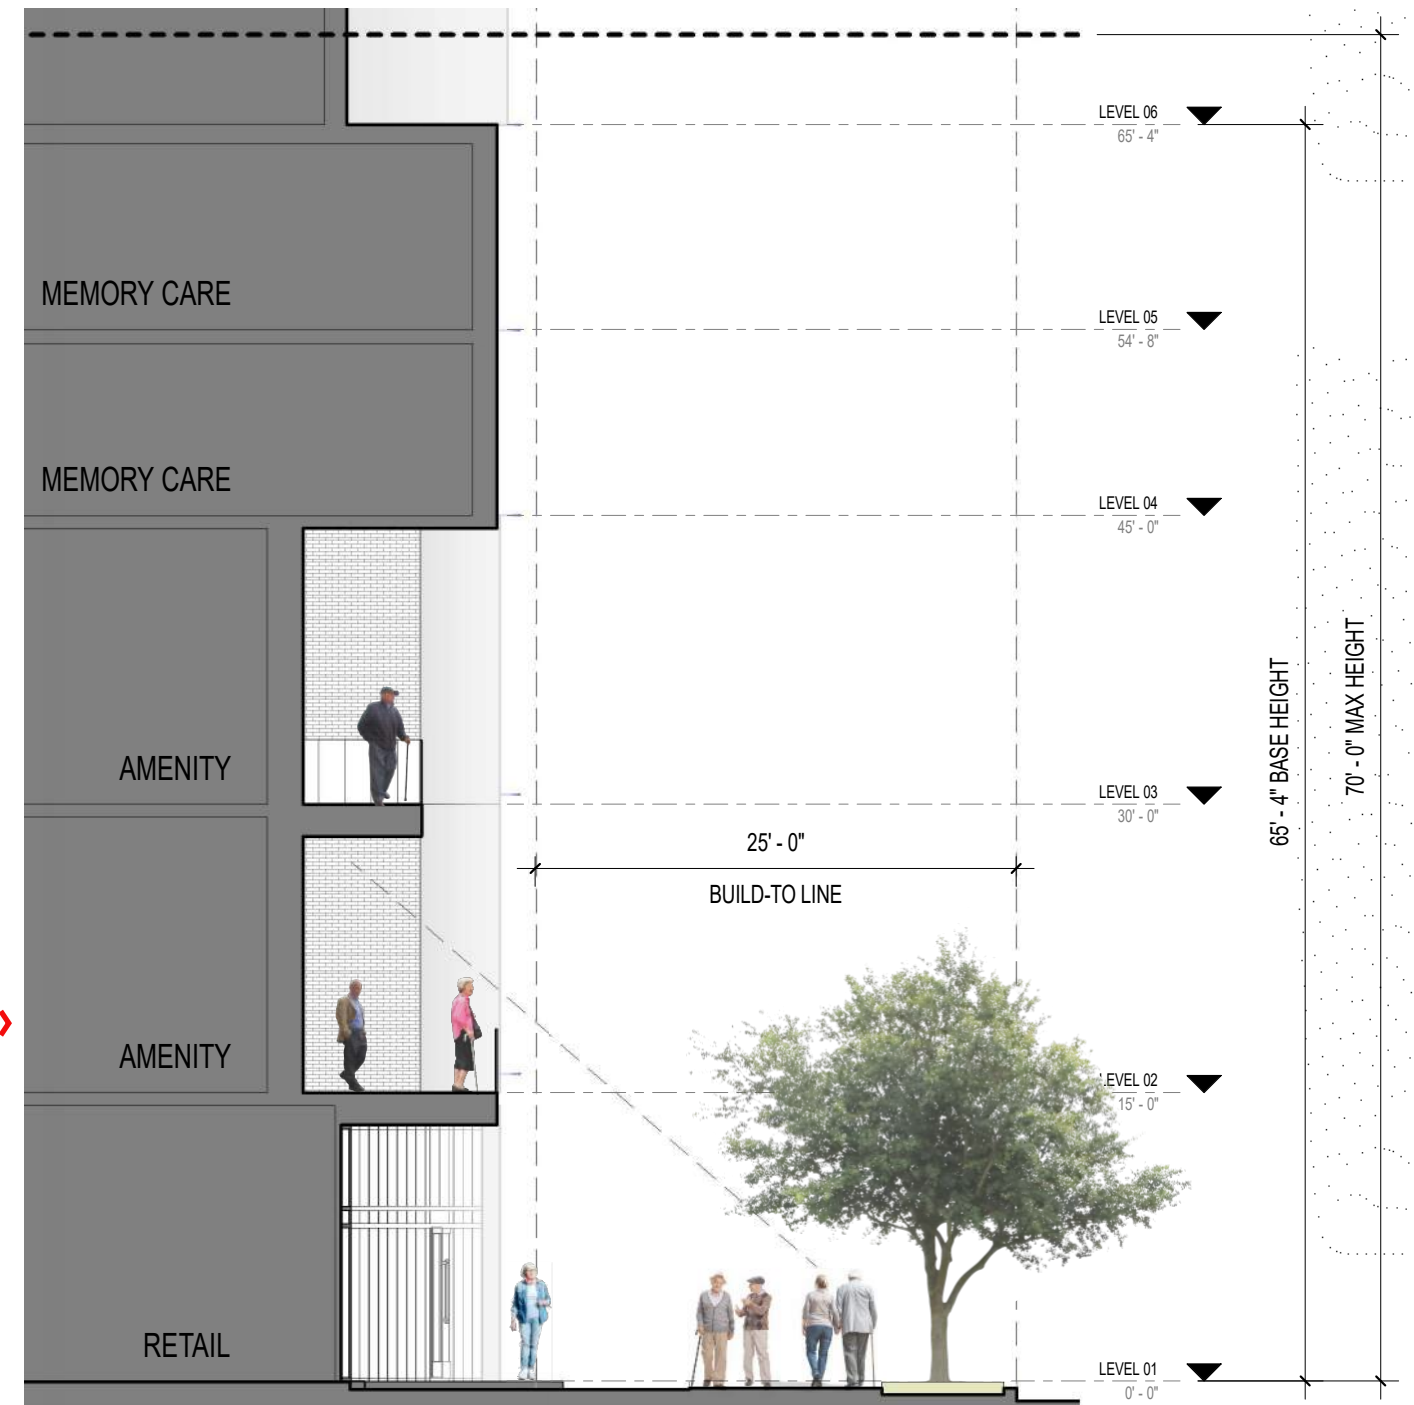 LEVEL 06
65' - 4"
MEMORY CARE
LEVEL 05
54' - 8"
MEMORY CARE
LEVEL 04
45' - 0"
AMENITY
LEVEL 03
30' - 0"
65' - 4" BASE HEIGHT
70' - 0" MAX HEIGHT
25' - 0"
BUILD-TO LINE
AMENITY
LEVEL 02
15' - 0"
RETAIL
LEVEL 01
0' - 0"